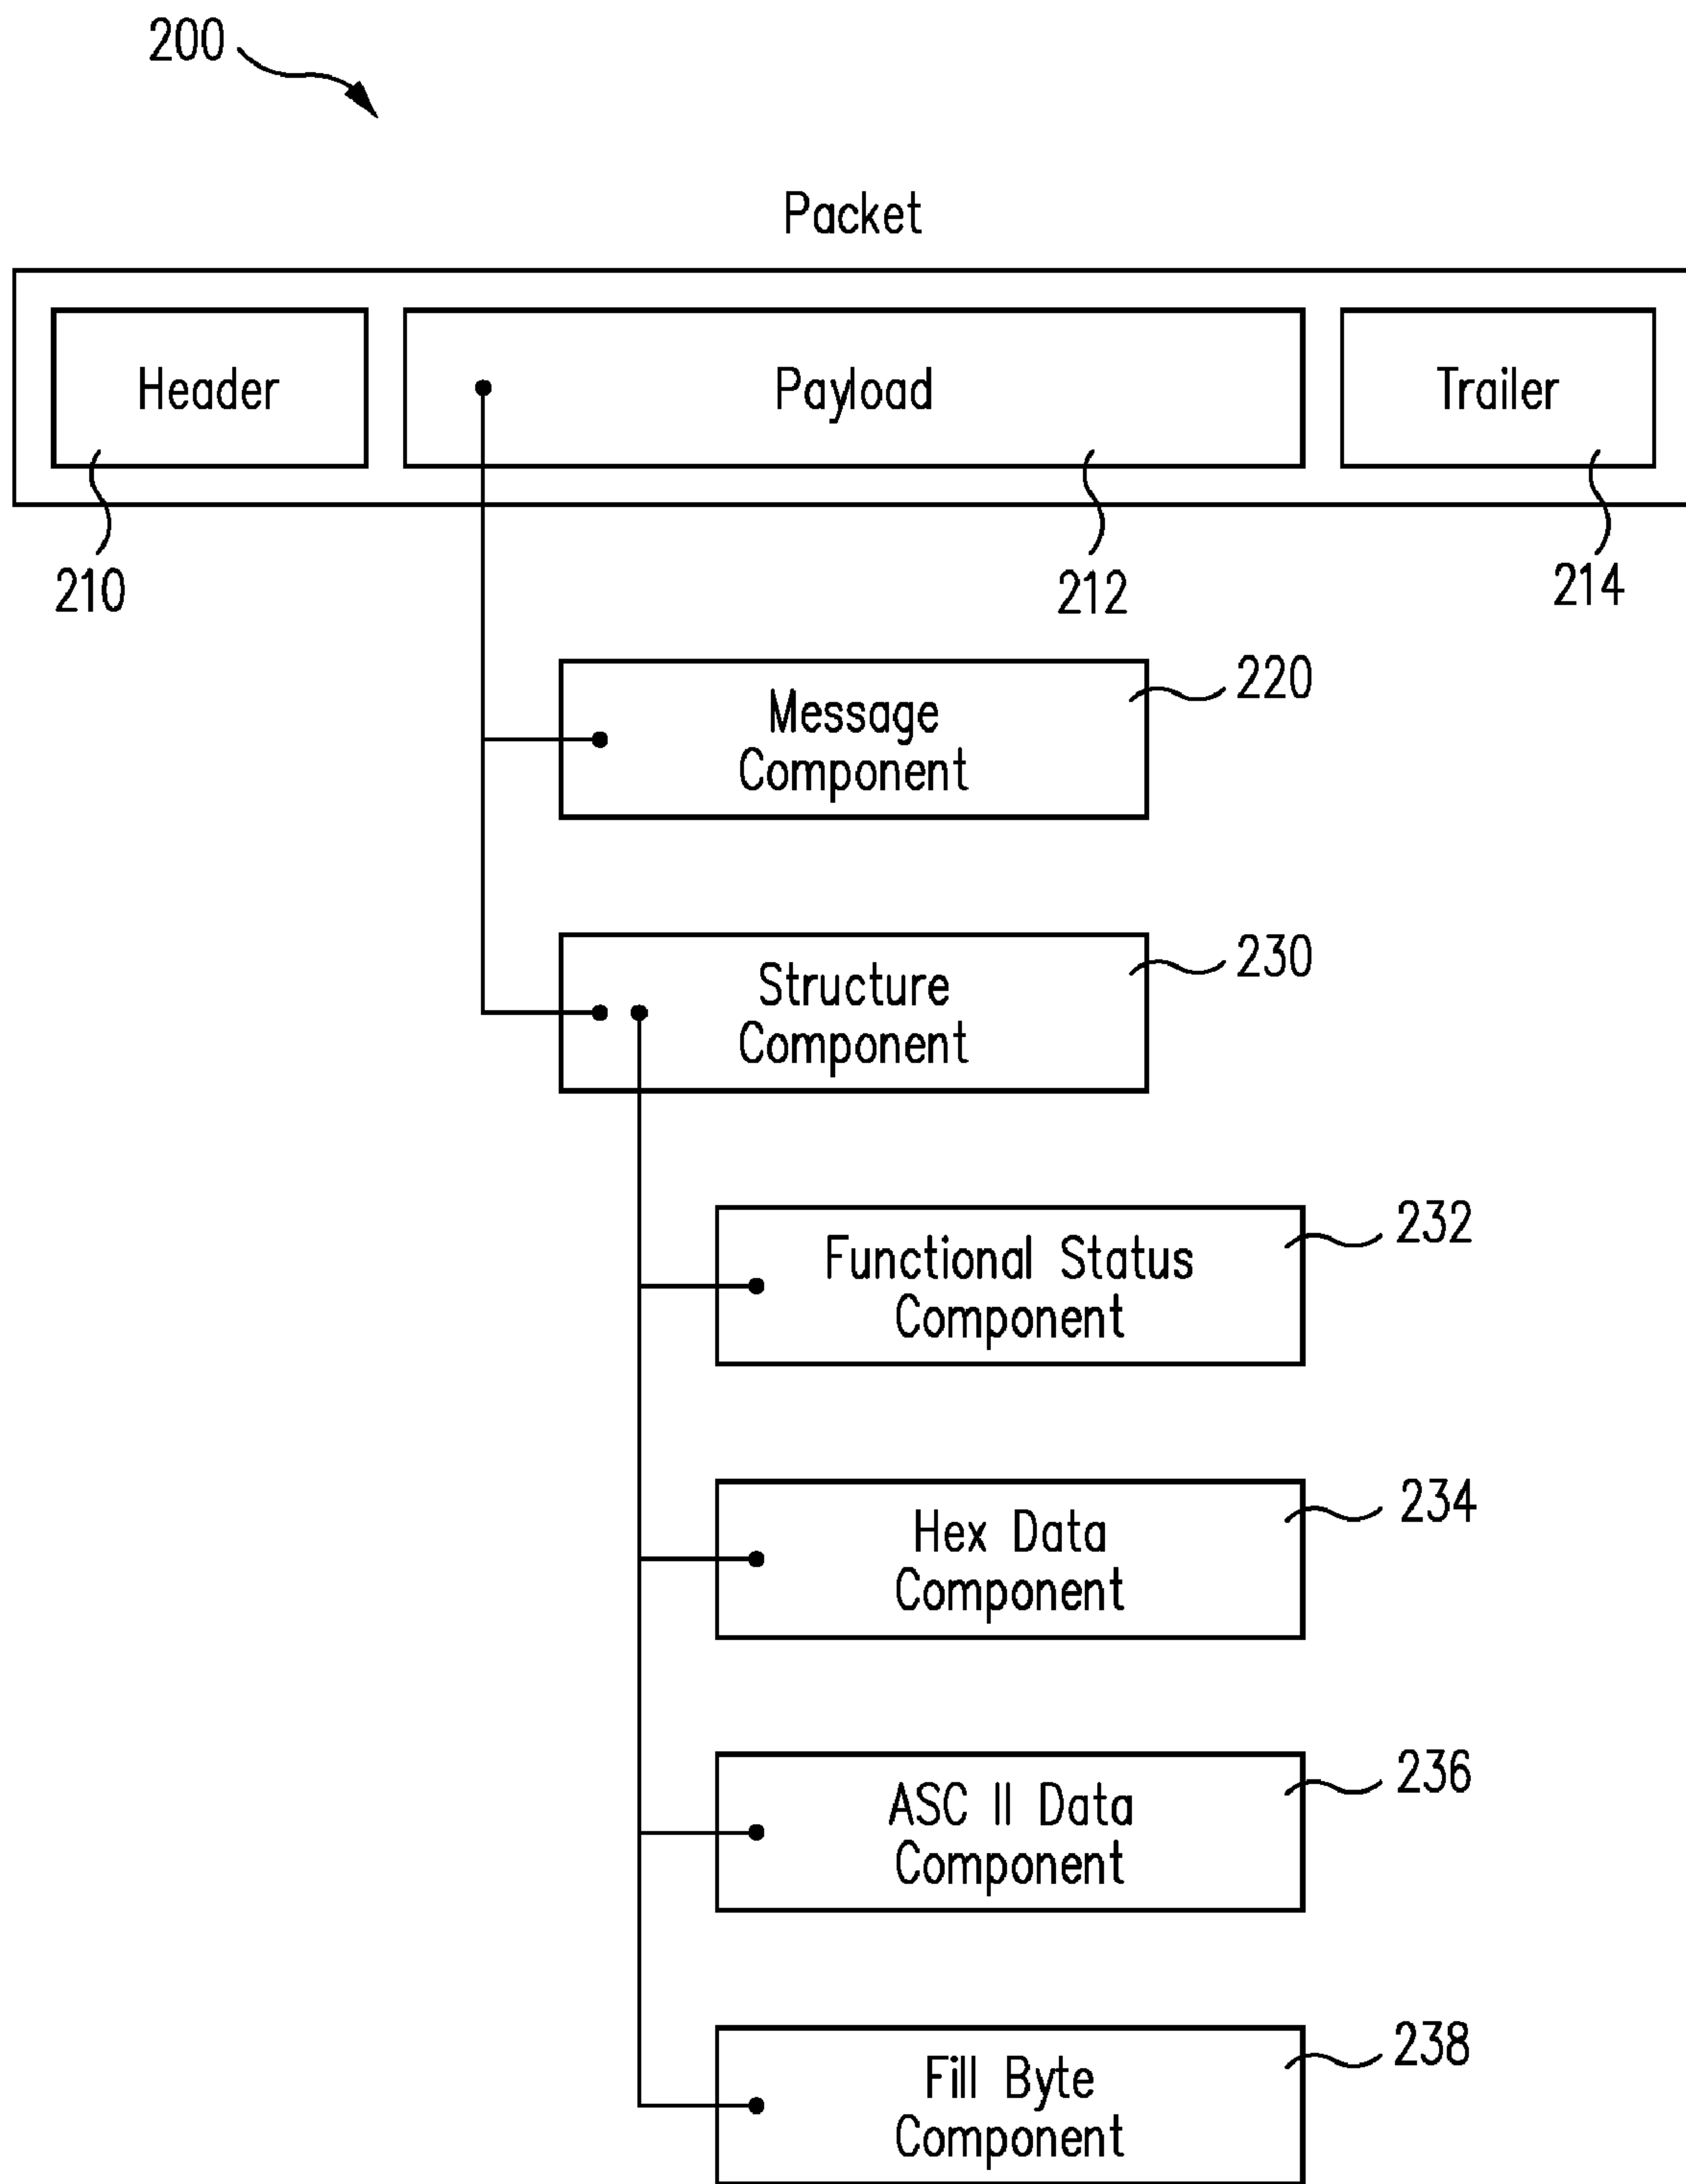 200
Packet
Header
Payload
Trailer
210
212
214
Message
Component
220
Structure
Component
230
Functional Status
Component
232
Hex Data
Component
234
ASC II Data
Component
236
Fill Byte
Component
238